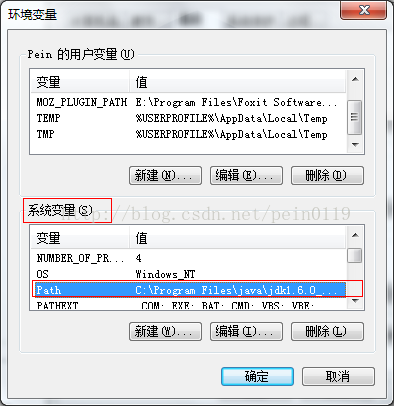 环境变量
Pein 的用户变量(U)
变量 值
MOZ_PLUGIN_PATH E:\Program Files\Foxit Software...
TEMP %USERPROFILE%\AppData\Local\Temp
TMP %USERPROFILE%\AppData\Local\Temp
新建(N)... 编辑(E)... 删除(D)
系统变量(S)
http://blog.csdn.net/pein0119
变量 值
NUMBER_OF_PR... 4
OS Windows_NT
Path C:\Program Files\java\jdk1.6.0_...
PATHEXT .COM;.EXE;.BAT;.CMD;.VBS;.VBE;
新建(W)... 编辑(I)... 删除(L)
确定 取消